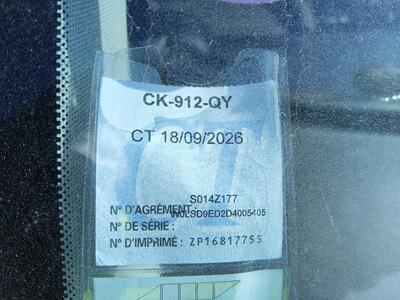 CK-912-QY
CT 18/09/2026
S014Z177
N° D'AGRÉMENT:
W0LSD9ED2D4005405
N° DE SÉRIE :
N° D'IMPRIMÉ : ZP16817755